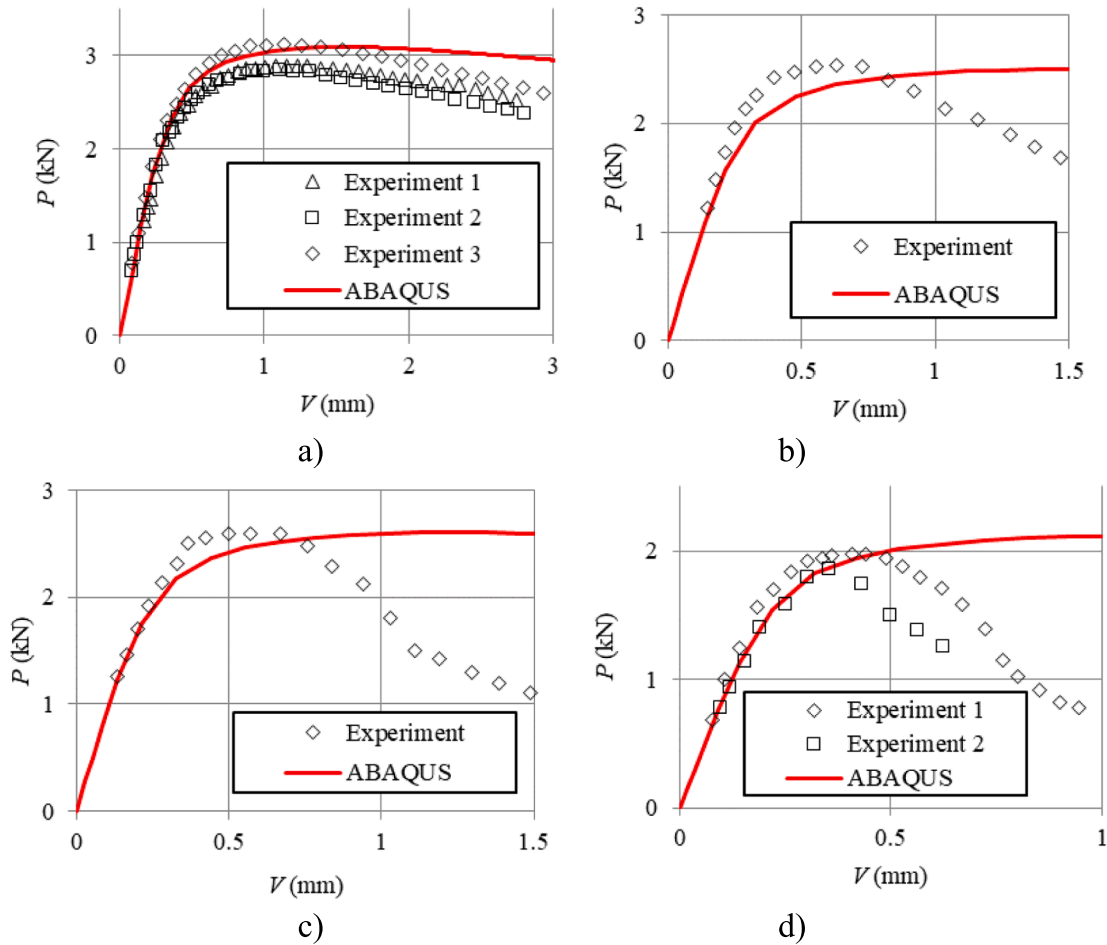 3
2
1
0
P (kN)
Experiment 1
Experiment 2
Experiment 3
ABAQUS
0 1 2 3
V (mm)
a)
3
2
1
0
P (kN)
Experiment
ABAQUS
0 0.5 1 1.5
V (mm)
b)
3
2
1
0
P (kN)
Experiment
ABAQUS
0 0.5 1 1.5
V (mm)
c)
2
1
0
P (kN)
Experiment 1
Experiment 2
ABAQUS
0 0.5 1
V (mm)
d)